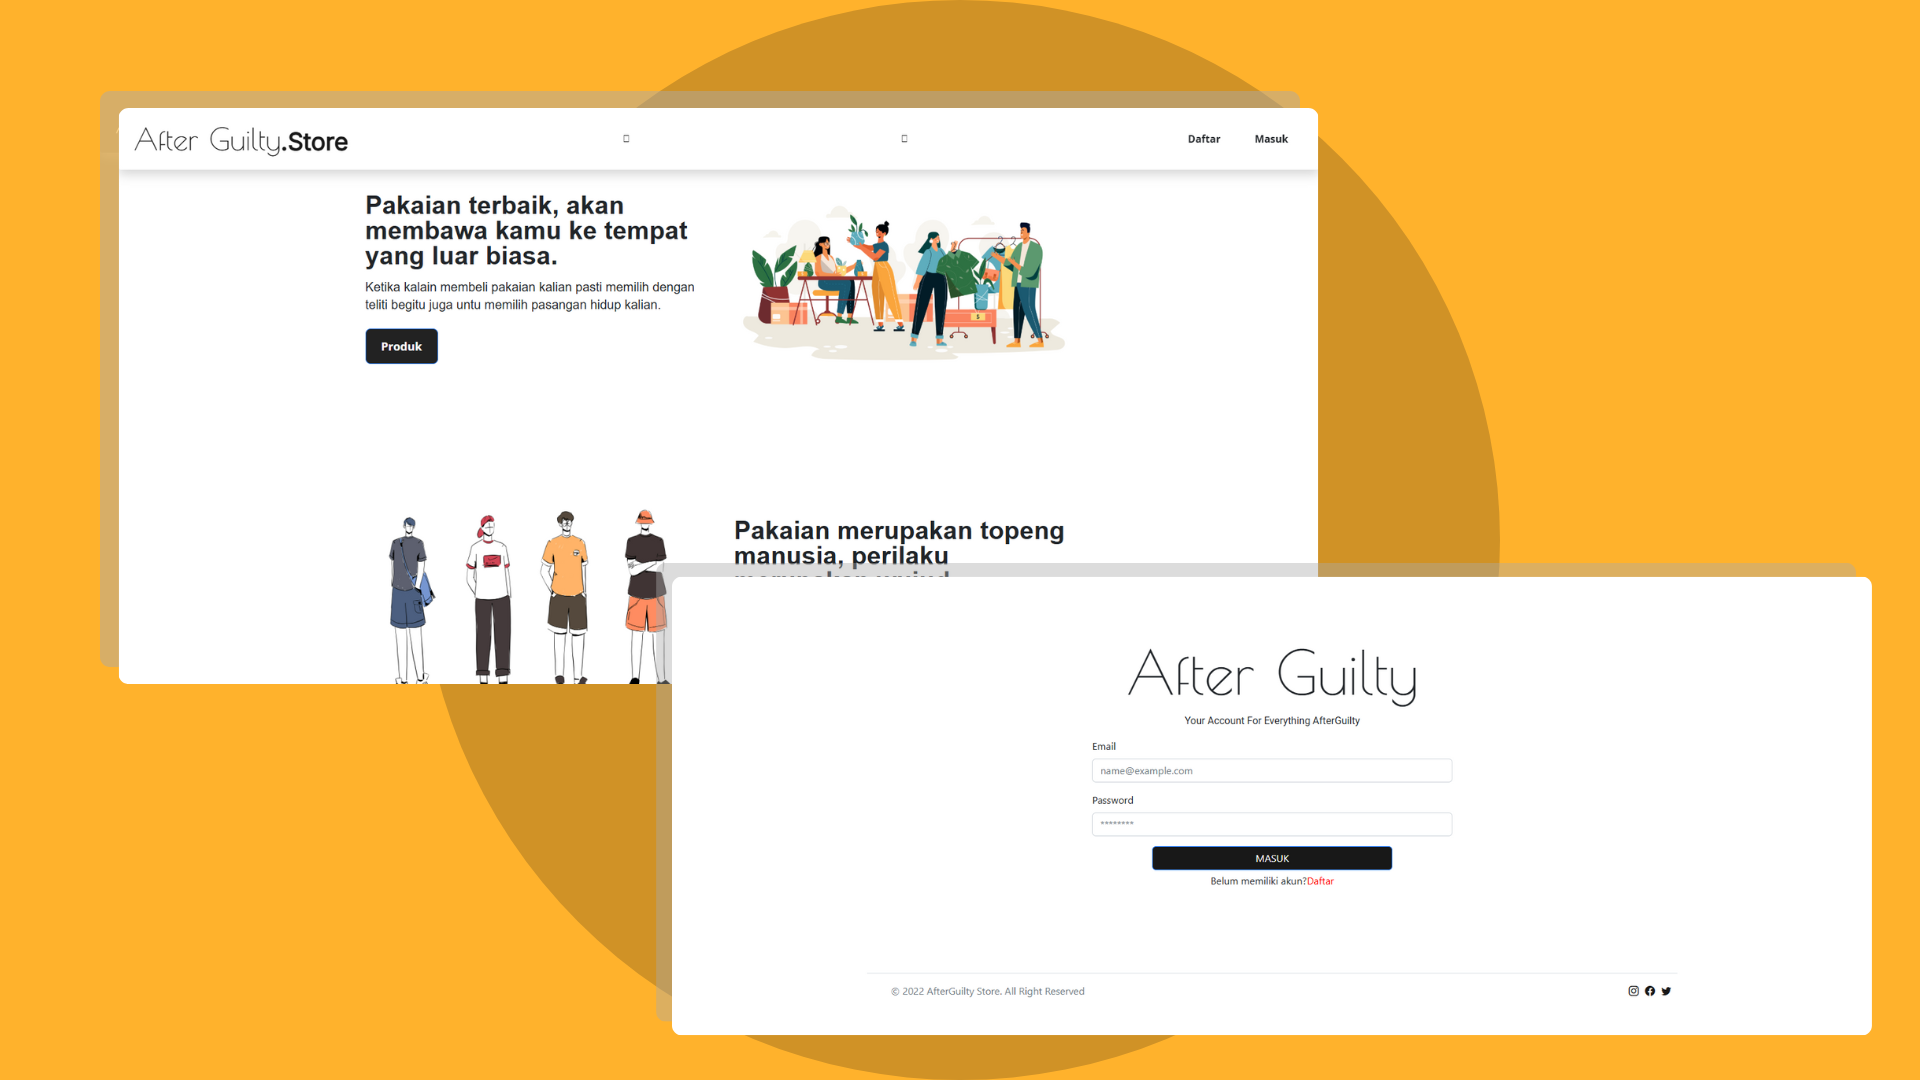 After Guilty.Store
Daftar
Masuk
Pakaian terbaik, akan
membawa kamu ke tempat
yang luar biasa.
Ketika kalain membeli pakaian kalian pasti memilih dengan
teliti begitu juga untu memilih pasangan hidup kalian.
Produk
Pakaian merupakan topeng
manusia, perilaku
After Guilty
Your Account For Everything AfterGuilty
Email
name@example.com
Password
********
MASUK
Belum memiliki akun?Daftar
© 2022 AfterGuilty Store. All Right Reserved